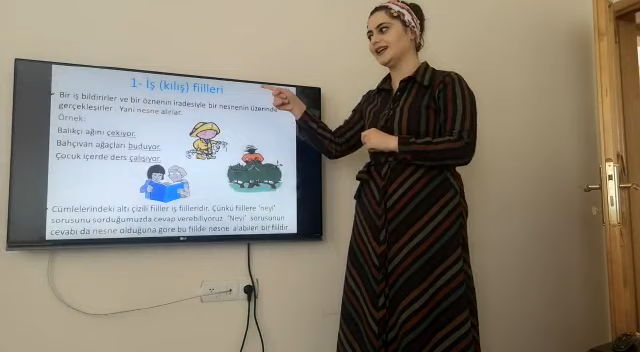 1- İş (kılış) fiilleri
Bir iş bildirirler ve bir öznenin iradesiyle bir nesnenin üzerinde
gerçekleşirler. Yani nesne alırlar.
Örnek:
Balıkçı ağını çekiyor.
Bahçıvan ağaçları buduyor.
Çocuk içerde ders çalışıyor.
Cümlelerindeki altı çizili fiiller iş fiilleridir. Çünkü fiillere 'neyi'
sorusunu sorduğumuzda cevap verebiliyoruz. 'Neyi' sorusunun
cevabı da nesne olduğuna göre bu fiilde nesne alabilen bir fiildir
LG